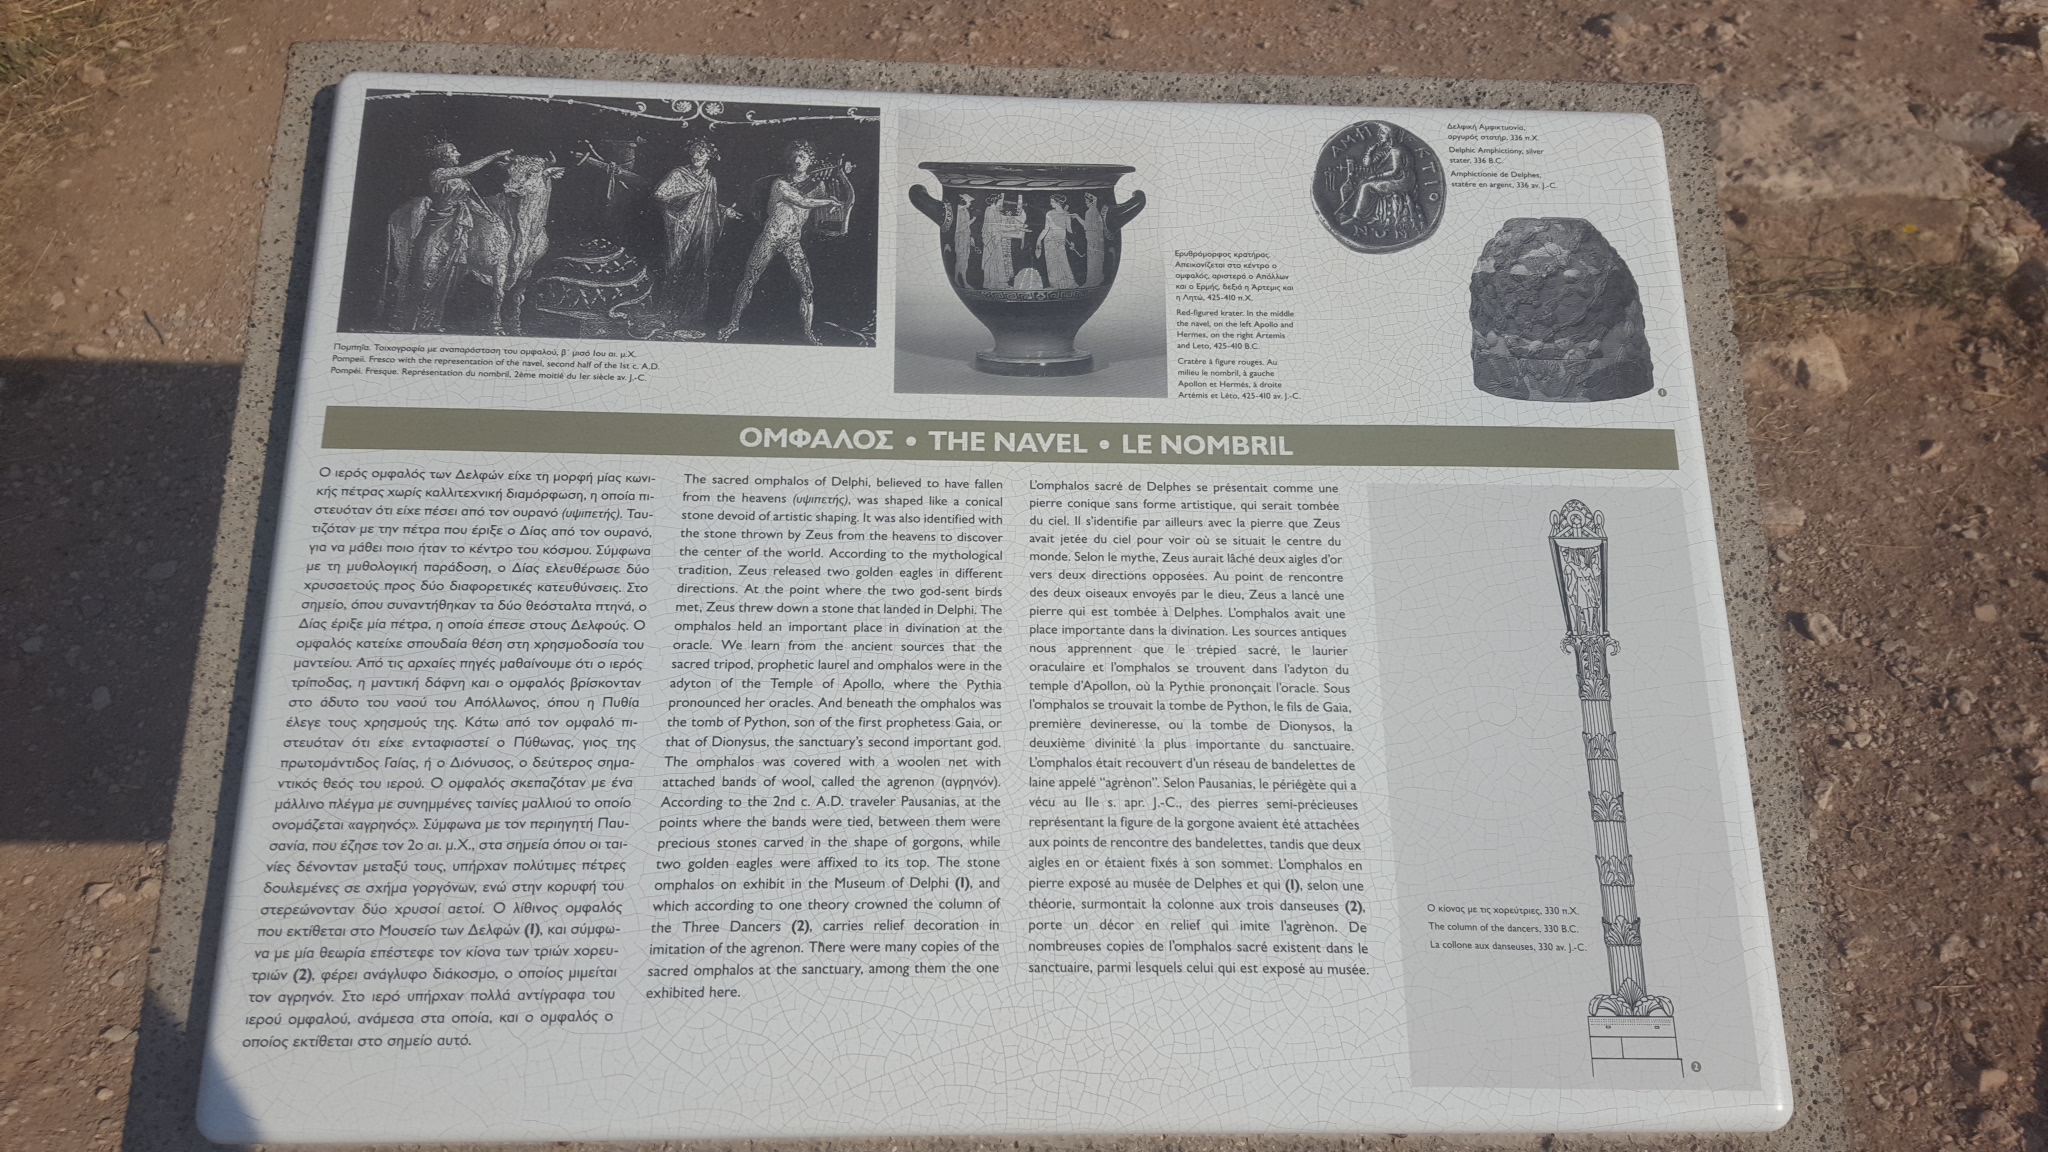 Πομπηία. Τοιχογραφία με αναπαράσταση του ομφαλού, β΄ μισό 1ου αι. μ.Χ.
Pompeii. Fresco with the representation of the navel, second half of the 1st c. A.D.
Pompéi. Fresque. Représentation du nombril, 2ème moitié du 1er siècle av. J.-C.
Ερυθρόμορφος κρατήρας.
Απεικονίζεται στο κέντρο ο
ομφαλός, αριστερά ο Απόλλων
και ο Ερμής, δεξιά η Άρτεμις και
η Λητώ, 425-410 π.Χ.
Red-figured krater. In the middle
the navel, on the left Apollo and
Hermes, on the right Artemis
and Leto, 425-410 B.C.
Cratère à figure rouges. Au
milieu le nombril, à gauche
Apollon et Hermès, à droite
Artémis et Léto, 425-410 av. J.-C.
ΑΜΦΙ
ΚΤΙΟ
ΝΩΝ
Δελφική Αμφικτυονία,
αργυρός στατήρ, 336 π.Χ.
Delphic Amphictiony, silver
stater, 336 B.C.
Amphictionie de Delphes,
statère en argent, 336 av. J.-C.
1
ΟΜΦΑΛΟΣ • THE NAVEL • LE NOMBRIL
Ο ιερός ομφαλός των Δελφών είχε τη μορφή μίας κωνι-
κής πέτρας χωρίς καλλιτεχνική διαμόρφωση, η οποία πι-
στευόταν ότι είχε πέσει από τον ουρανό (υψιπετής). Ταυ-
τιζόταν με την πέτρα που έριξε ο Δίας από τον ουρανό,
για να μάθει ποιο ήταν το κέντρο του κόσμου. Σύμφωνα
με τη μυθολογική παράδοση, ο Δίας ελευθέρωσε δύο
χρυσαετούς προς δύο διαφορετικές κατευθύνσεις. Στο
σημείο, όπου συναντήθηκαν τα δύο θεόσταλτα πτηνά, ο
Δίας έριξε μία πέτρα, η οποία έπεσε στους Δελφούς. Ο
ομφαλός κατείχε σπουδαία θέση στη χρησμοδοσία του
μαντείου. Από τις αρχαίες πηγές μαθαίνουμε ότι ο ιερός
τρίποδας, η μαντική δάφνη και ο ομφαλός βρίσκονταν
στο άδυτο του ναού του Απόλλωνος, όπου η Πυθία
έλεγε τους χρησμούς της. Κάτω από τον ομφαλό πι-
στευόταν ότι είχε ενταφιαστεί ο Πύθωνας, γιος της
πρωτομάντιδος Γαίας, ή ο Διόνυσος, ο δεύτερος σημα-
ντικός θεός του ιερού. Ο ομφαλός σκεπαζόταν με ένα
μάλλινο πλέγμα με συνημμένες ταινίες μαλλιού το οποίο
ονομάζεται «αγρηνός». Σύμφωνα με τον περιηγητή Παυ-
σανία, που έζησε τον 2ο αι. μ.Χ., στα σημεία όπου οι ται-
νίες δένονταν μεταξύ τους, υπήρχαν πολύτιμες πέτρες
δουλεμένες σε σχήμα γοργόνων, ενώ στην κορυφή του
στερεώνονταν δύο χρυσοί αετοί. Ο λίθινος ομφαλός
που εκτίθεται στο Μουσείο των Δελφών (1), και σύμφω-
να με μία θεωρία επέστεφε τον κίονα των τριών χορευ-
τριών (2), φέρει ανάγλυφο διάκοσμο, ο οποίος μιμείται
τον αγρηνόν. Στο ιερό υπήρχαν πολλά αντίγραφα του
ιερού ομφαλού, ανάμεσα στα οποία, και ο ομφαλός ο
οποίος εκτίθεται στο σημείο αυτό.
The sacred omphalos of Delphi, believed to have fallen
from the heavens (υψιπετής), was shaped like a conical
stone devoid of artistic shaping. It was also identified with
the stone thrown by Zeus from the heavens to discover
the center of the world. According to the mythological
tradition, Zeus released two golden eagles in different
directions. At the point where the two god-sent birds
met, Zeus threw down a stone that landed in Delphi. The
omphalos held an important place in divination at the
oracle. We learn from the ancient sources that the
sacred tripod, prophetic laurel and omphalos were in the
adyton of the Temple of Apollo, where the Pythia
pronounced her oracles. And beneath the omphalos was
the tomb of Python, son of the first prophetess Gaia, or
that of Dionysus, the sanctuary's second important god.
The omphalos was covered with a woolen net with
attached bands of wool, called the agrenon (αγρηνόν).
According to the 2nd c. A.D. traveler Pausanias, at the
points where the bands were tied, between them were
precious stones carved in the shape of gorgons, while
two golden eagles were affixed to its top. The stone
omphalos on exhibit in the Museum of Delphi (1), and
which according to one theory crowned the column of
the Three Dancers (2), carries relief decoration in
imitation of the agrenon. There were many copies of the
sacred omphalos at the sanctuary, among them the one
exhibited here.
L'omphalos sacré de Delphes se présentait comme une
pierre conique sans forme artistique, qui serait tombée
du ciel. Il s'identifie par ailleurs avec la pierre que Zeus
avait jetée du ciel pour voir où se situait le centre du
monde. Selon le mythe, Zeus aurait lâché deux aigles d'or
vers deux directions opposées. Au point de rencontre
des deux oiseaux envoyés par le dieu, Zeus a lancé une
pierre qui est tombée à Delphes. L'omphalos avait une
place importante dans la divination. Les sources antiques
nous apprennent que le trépied sacré, le laurier
oraculaire et l'omphalos se trouvent dans l'adyton du
temple d'Apollon, où la Pythie prononçait l'oracle. Sous
l'omphalos se trouvait la tombe de Python, le fils de Gaia,
première devineresse, ou la tombe de Dionysos, la
deuxième divinité la plus importante du sanctuaire.
L'omphalos était recouvert d'un réseau de bandelettes de
laine appelé "agrènon". Selon Pausanias, le périégète qui a
vécu au IIe s. apr. J.-C., des pierres semi-précieuses
représentant la figure de la gorgone avaient été attachées
aux points de rencontre des bandelettes, tandis que deux
aigles en or étaient fixés à son sommet. L'omphalos en
pierre exposé au musée de Delphes et qui (1), selon une
théorie, surmontait la colonne aux trois danseuses (2),
porte un décor en relief qui imite l'agrènon. De
nombreuses copies de l'omphalos sacré existent dans le
sanctuaire, parmi lesquels celui qui est exposé au musée.
Ο κίονας με τις χορεύτριες, 330 π.Χ.
The column of the dancers, 330 B.C.
La collone aux danseuses, 330 av. J.-C.
2